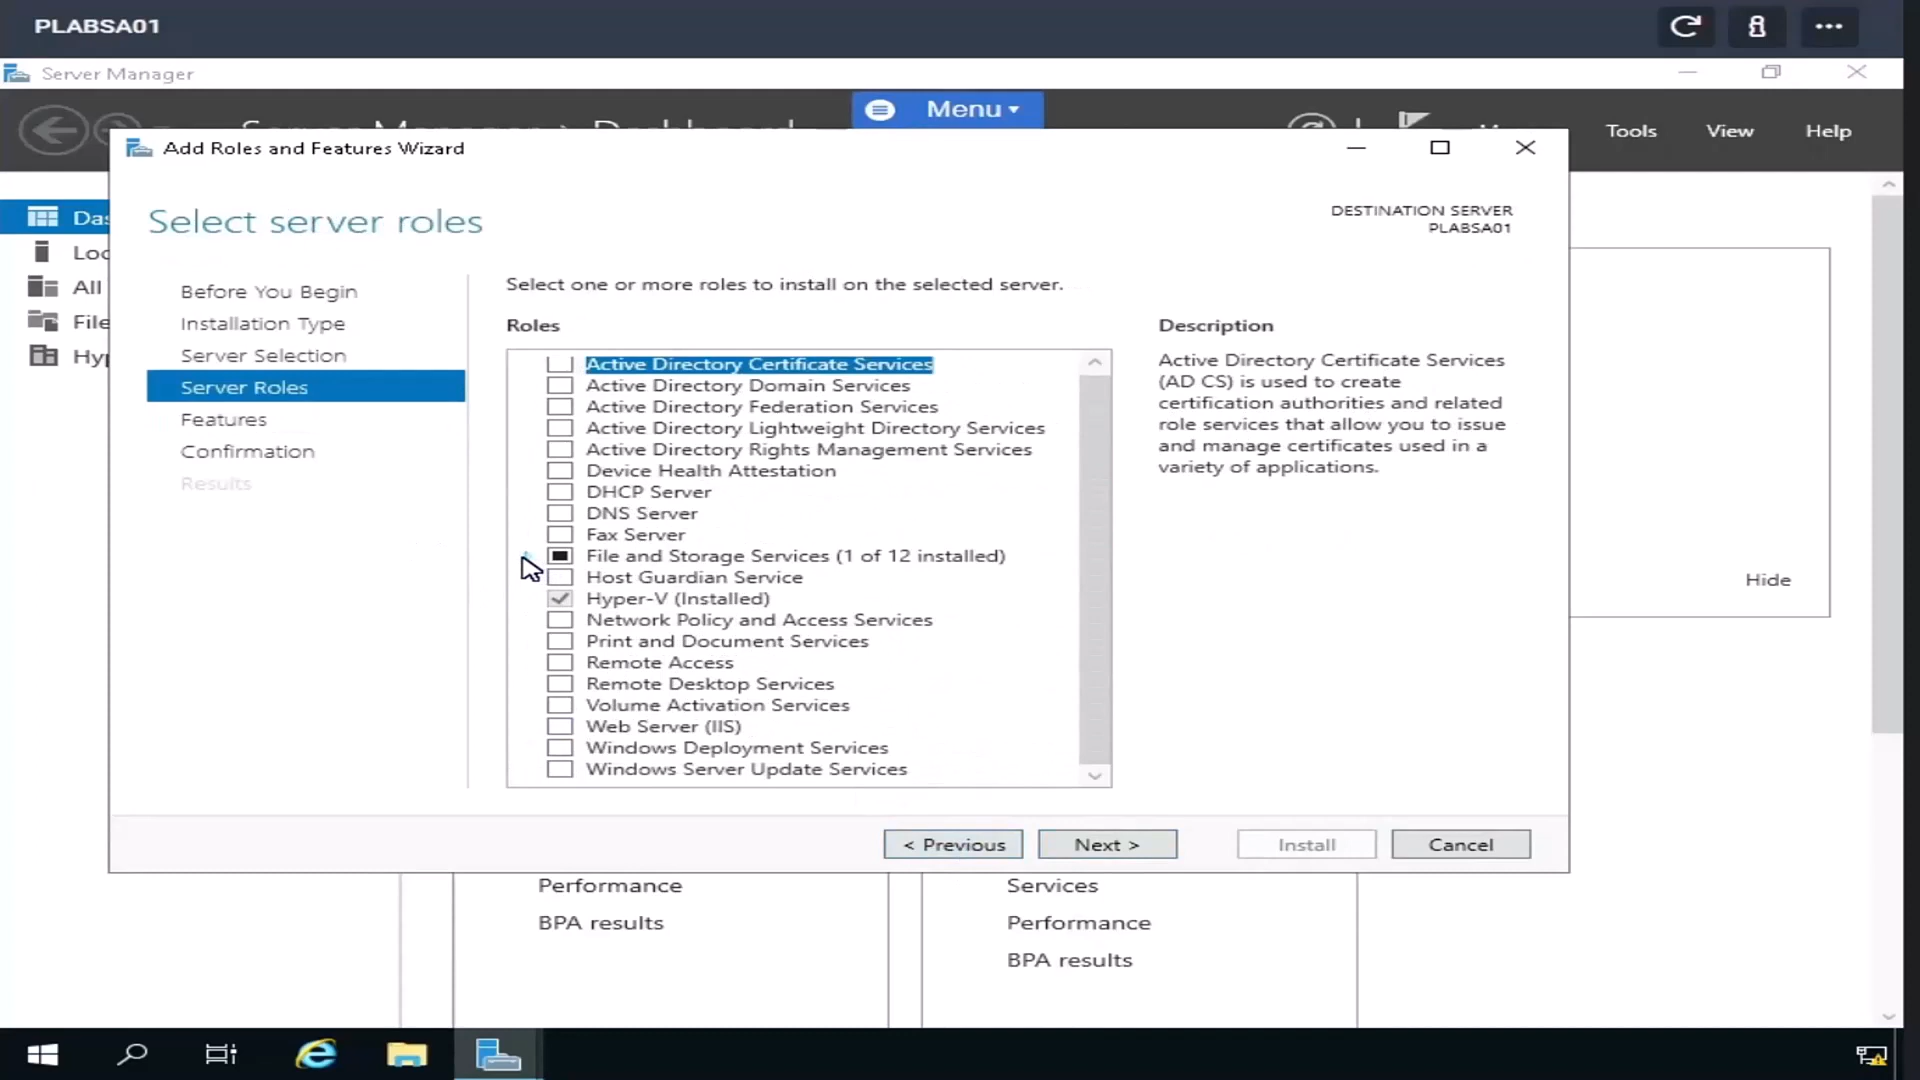 PLABSA01
Server Manager
Menu
Tools
View
Help
Add Roles and Features Wizard
Select server roles
DESTINATION SERVER
PLABSA01
Before You Begin
Installation Type
Server Selection
Server Roles
Features
Confirmation
Results
Select one or more roles to install on the selected server.
Roles
Active Directory Certificate Services
Active Directory Domain Services
Active Directory Federation Services
Active Directory Lightweight Directory Services
Active Directory Rights Management Services
Device Health Attestation
DHCP Server
DNS Server
Fax Server
File and Storage Services (1 of 12 installed)
Host Guardian Service
Hyper-V (Installed)
Network Policy and Access Services
Print and Document Services
Remote Access
Remote Desktop Services
Volume Activation Services
Web Server (IIS)
Windows Deployment Services
Windows Server Update Services
Description
Active Directory Certificate Services
(AD CS) is used to create
certification authorities and related
role services that allow you to issue
and manage certificates used in a
variety of applications.
Hide
< Previous
Next >
Install
Cancel
All
File
Performance
BPA results
Services
Performance
BPA results